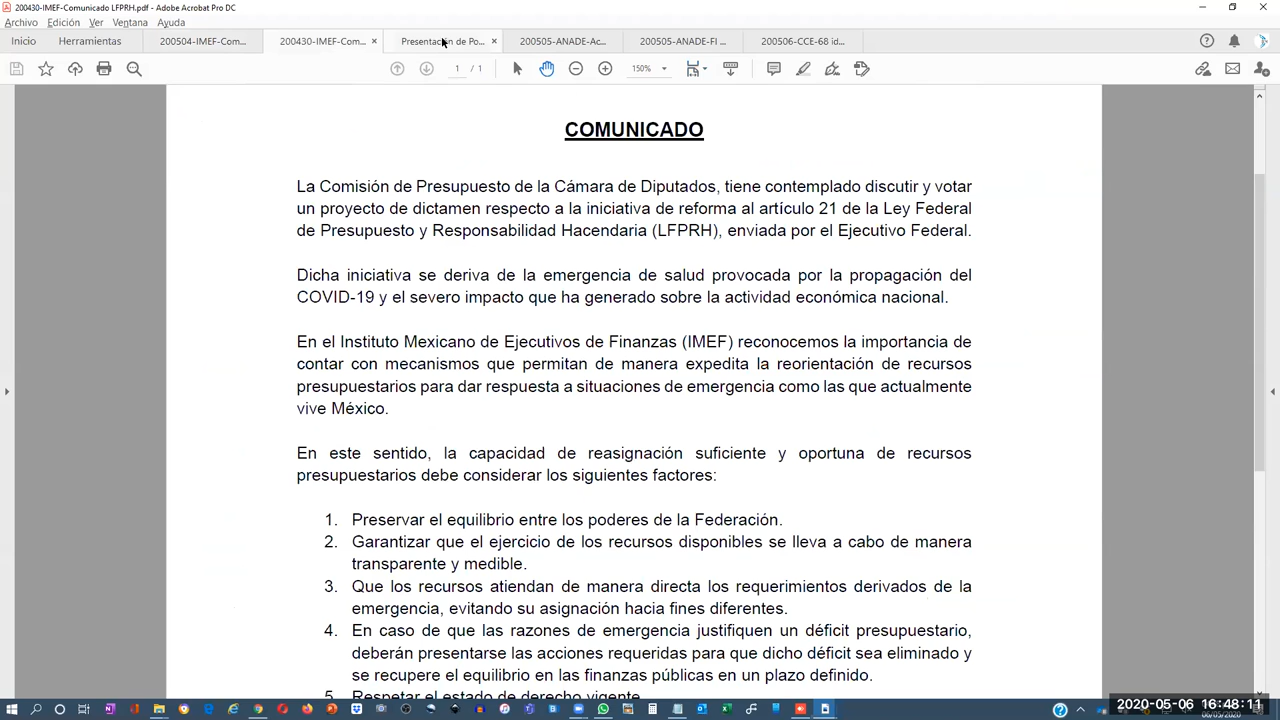 200430-IMEF-Comunicado LFPRH.pdf - Adobe Acrobat Pro DC
Archivo Edición Ver Ventana Ayuda
Inicio Herramientas 200504-IMEF-Com... 200430-IMEF-Com... × Presentación de Po... × 200505-ANADE-Ac... 200505-ANADE-FI ... 200506-CCE-68 id...
1 / 1 150%
COMUNICADO
La Comisión de Presupuesto de la Cámara de Diputados, tiene contemplado discutir y votar
un proyecto de dictamen respecto a la iniciativa de reforma al artículo 21 de la Ley Federal
de Presupuesto y Responsabilidad Hacendaria (LFPRH), enviada por el Ejecutivo Federal.
Dicha iniciativa se deriva de la emergencia de salud provocada por la propagación del
COVID-19 y el severo impacto que ha generado sobre la actividad económica nacional.
En el Instituto Mexicano de Ejecutivos de Finanzas (IMEF) reconocemos la importancia de
contar con mecanismos que permitan de manera expedita la reorientación de recursos
presupuestarios para dar respuesta a situaciones de emergencia como las que actualmente
vive México.
En este sentido, la capacidad de reasignación suficiente y oportuna de recursos
presupuestarios debe considerar los siguientes factores:
1. Preservar el equilibrio entre los poderes de la Federación.
2. Garantizar que el ejercicio de los recursos disponibles se lleva a cabo de manera
transparente y medible.
3. Que los recursos atiendan de manera directa los requerimientos derivados de la
emergencia, evitando su asignación hacia fines diferentes.
4. En caso de que las razones de emergencia justifiquen un déficit presupuestario,
deberán presentarse las acciones requeridas para que dicho déficit sea eliminado y
se recupere el equilibrio en las finanzas públicas en un plazo definido.
5. Respetar el estado de derecho vigente.
2020-05-06 16:48:11
06/05/2020